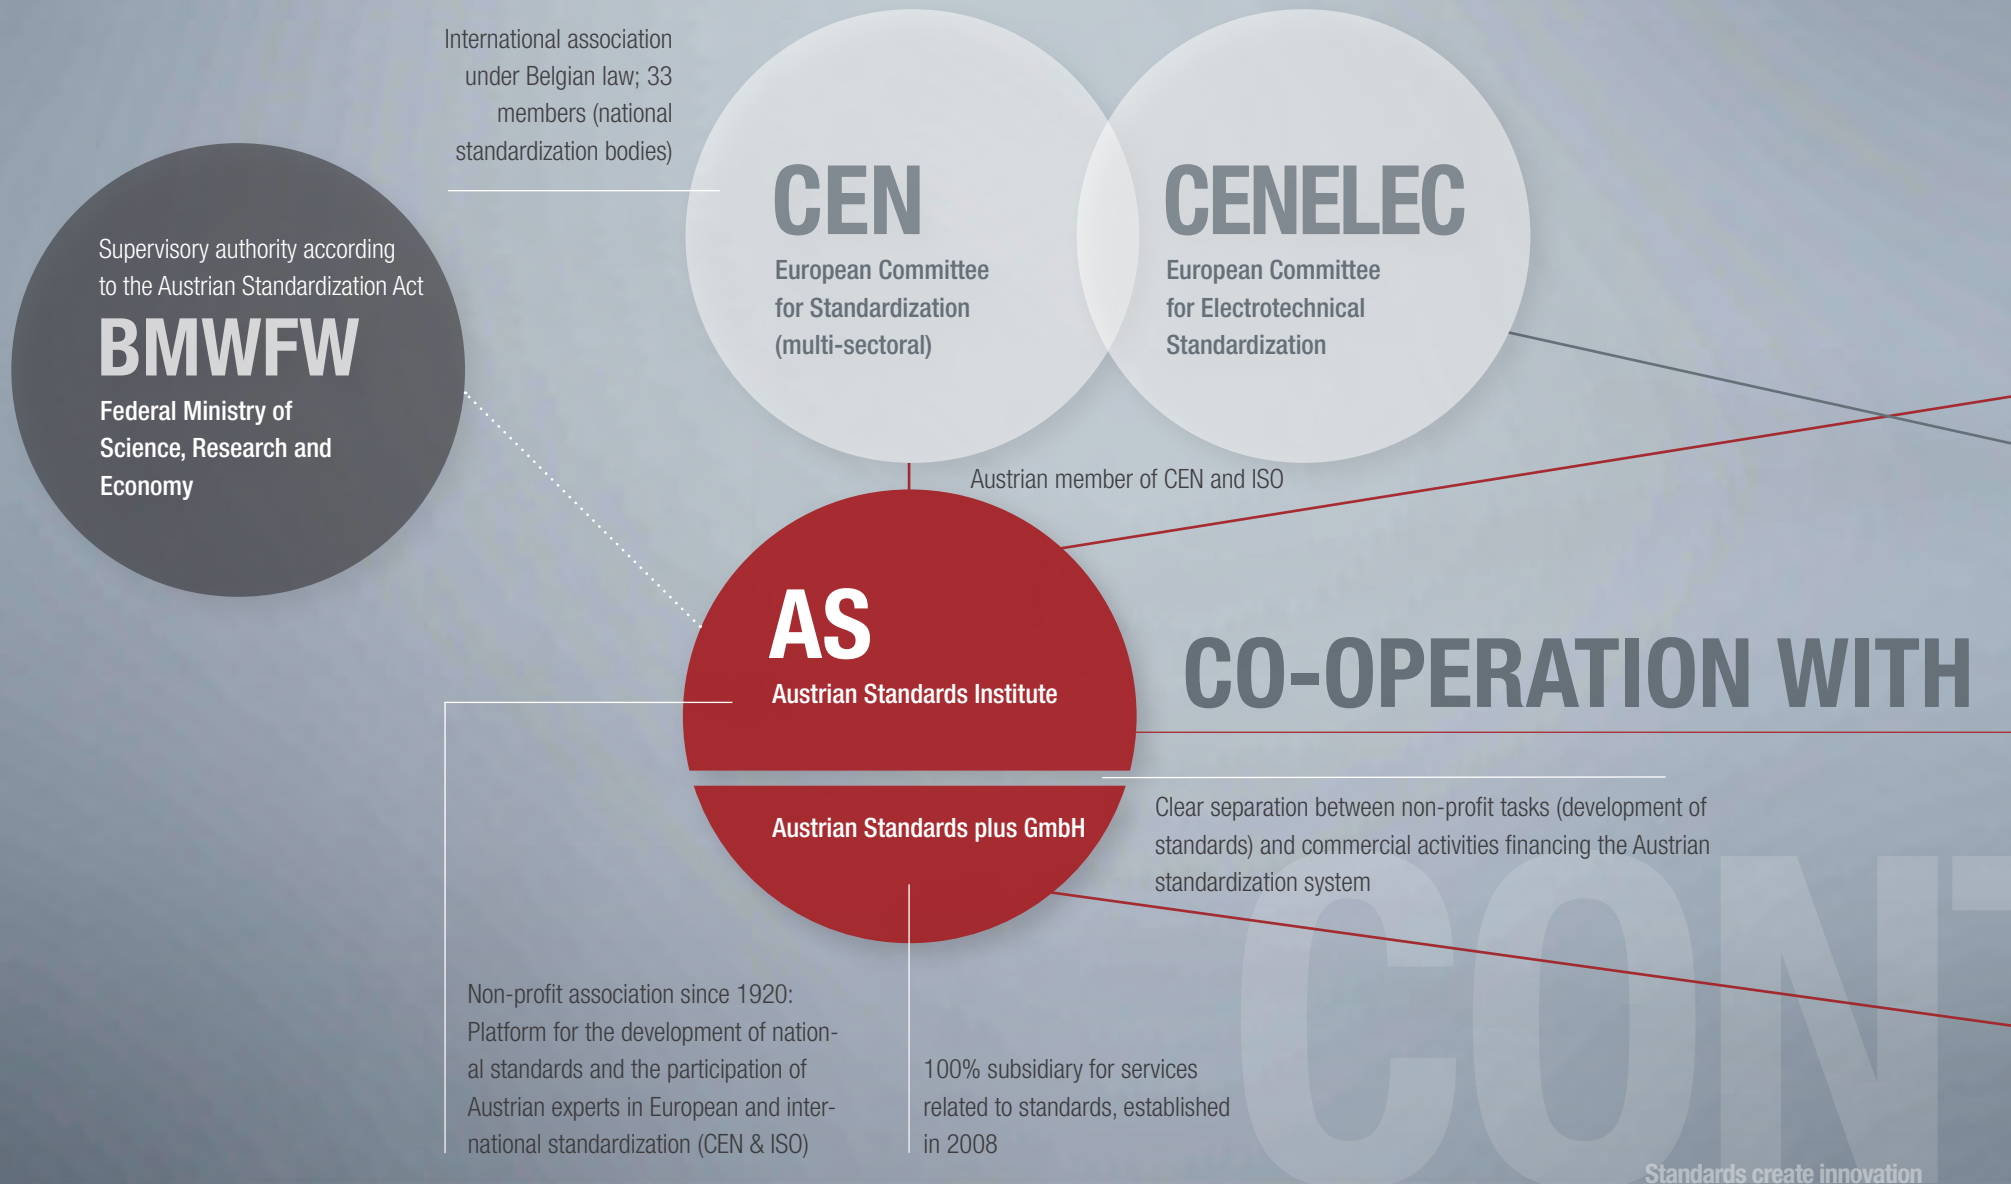 International association
under Belgian law; 33
members (national
standardization bodies)
CEN
European Committee
for Standardization
(multi-sectoral)
CENELEC
European Committee
for Electrotechnical
Standardization
Supervisory authority according
to the Austrian Standardization Act
BMWFW
Federal Ministry of
Science, Research and
Economy
Austrian member of CEN and ISO
AS
Austrian Standards Institute
Austrian Standards plus GmbH
CO-OPERATION WITH
Clear separation between non-profit tasks (development of
standards) and commercial activities financing the Austrian
standardization system
Non-profit association since 1920:
Platform for the development of nation-
al standards and the participation of
Austrian experts in European and inter-
national standardization (CEN & ISO)
100% subsidiary for services
related to standards, established
in 2008
CON
Standards create innovation